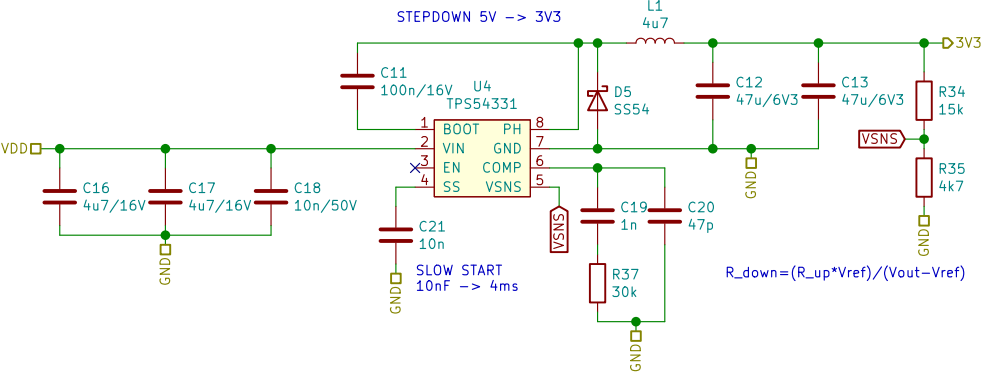 STEPDOWN 5V -> 3V3
L1
4u7
3V3
C11
100n/16V
U4
TPS54331
D5
SS54
C12
47u/6V3
C13
47u/6V3
R34
15k
1 BOOT PH 8
2 VIN GND 7
3 EN COMP 6
4 SS VSNS 5
VDD
VSNS
GND
R35
4k7
C16
4u7/16V
C17
4u7/16V
C18
10n/50V
C21
10n
VSNS
C19
1n
C20
47p
GND
GND
GND
SLOW START
10nF -> 4ms
R37
30k
R_down=(R_up*Vref)/(Vout-Vref)
GND